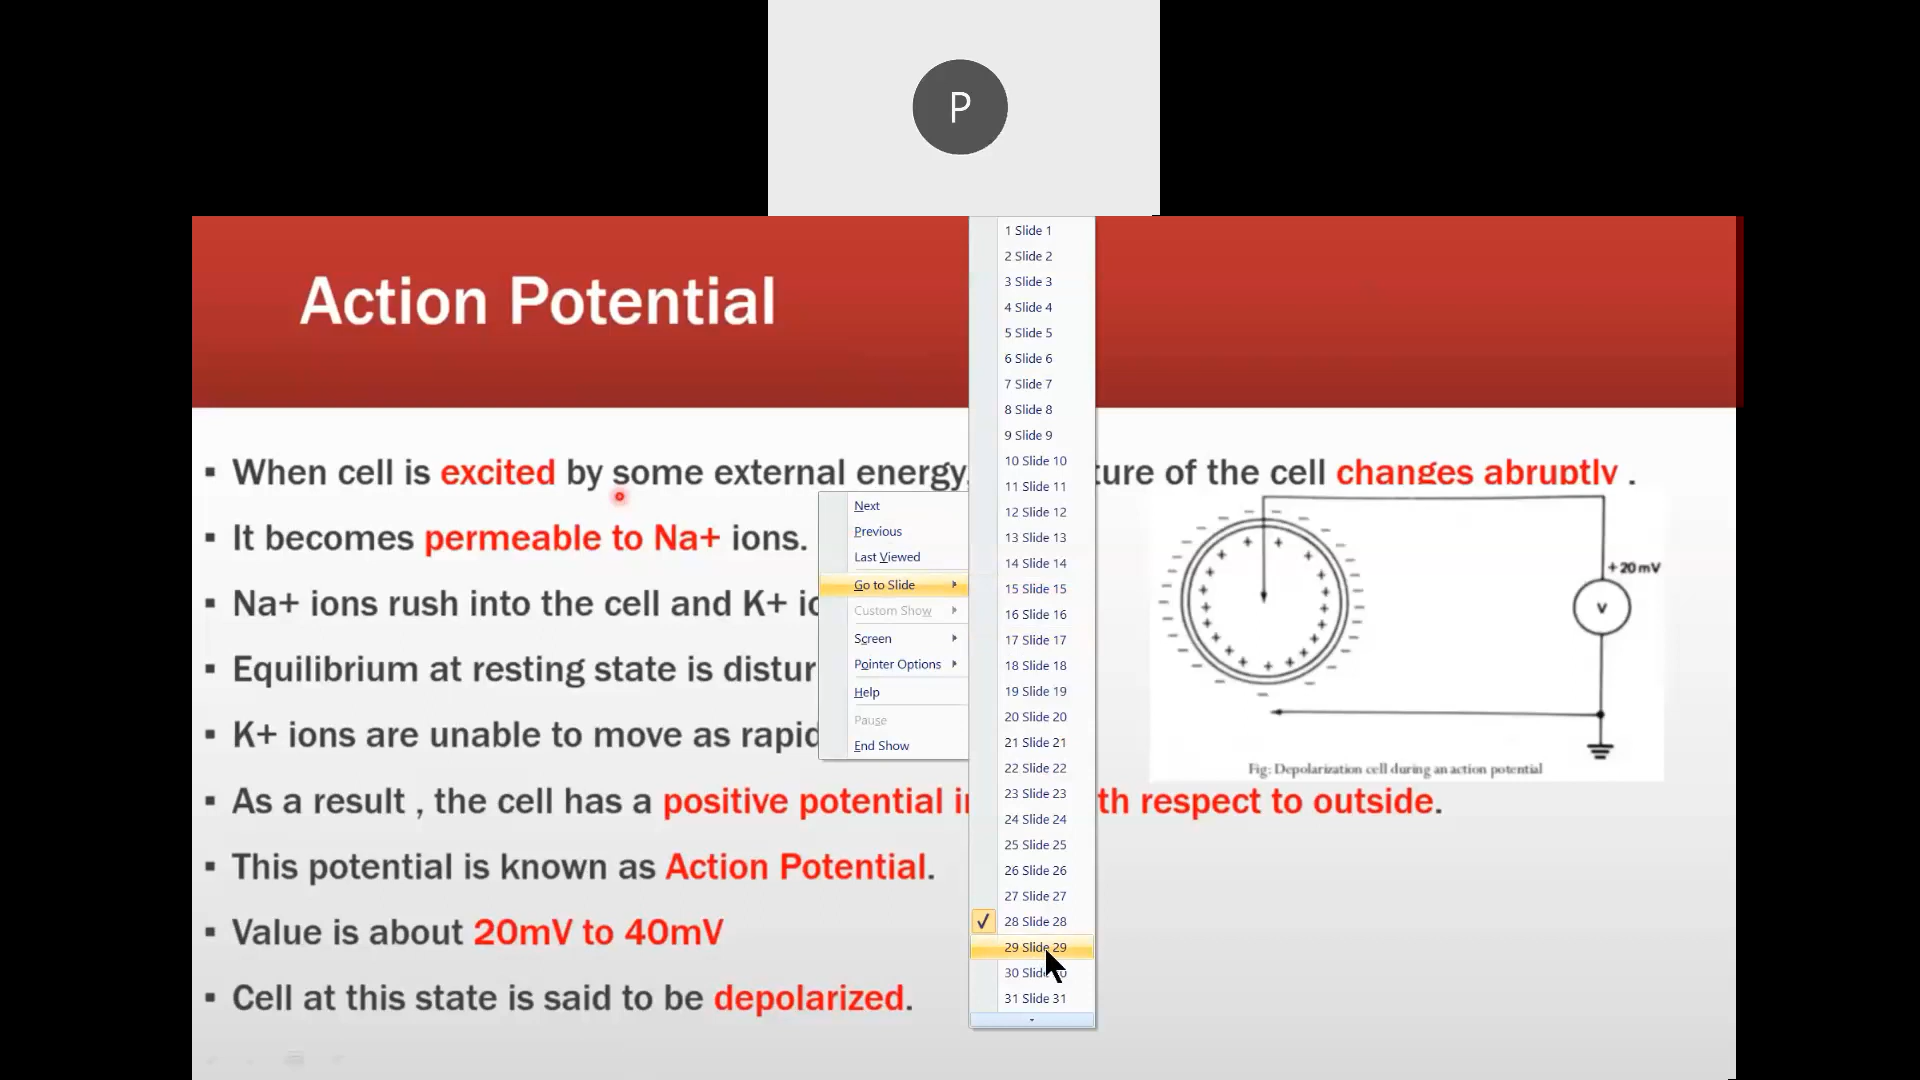 P
Action Potential
▪ When cell is excited by some external energy, ture of the cell changes abruptly .
▪ It becomes permeable to Na+ ions.
▪ Na+ ions rush into the cell and K+
▪ Equilibrium at resting state is distur
▪ K+ ions are unable to move as rapid
▪ As a result , the cell has a positive potential in th respect to outside.
▪ This potential is known as Action Potential.
▪ Value is about 20mV to 40mV
▪ Cell at this state is said to be depolarized.
Next
Previous
Last Viewed
Go to Slide
Custom Show
Screen
Pointer Options
Help
Pause
End Show
1 Slide 1
2 Slide 2
3 Slide 3
4 Slide 4
5 Slide 5
6 Slide 6
7 Slide 7
8 Slide 8
9 Slide 9
10 Slide 10
11 Slide 11
12 Slide 12
13 Slide 13
14 Slide 14
15 Slide 15
16 Slide 16
17 Slide 17
18 Slide 18
19 Slide 19
20 Slide 20
21 Slide 21
22 Slide 22
23 Slide 23
24 Slide 24
25 Slide 25
26 Slide 26
27 Slide 27
28 Slide 28
29 Slide 29
30 Slide 30
31 Slide 31
+20 mV
V
Fig: Depolarization cell during an action potential